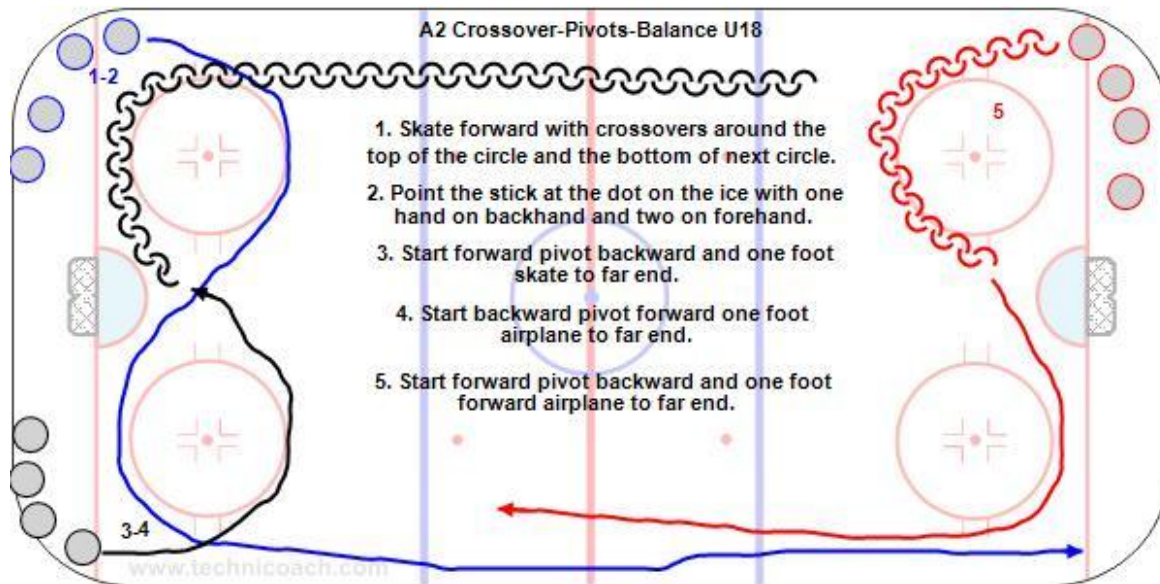 A2 Crossover-Pivots-Balance U18
1-2
5
1. Skate forward with crossovers around the
top of the circle and the bottom of next circle.
2. Point the stick at the dot on the ice with one
hand on backhand and two on forehand.
3. Start forward pivot backward and one foot
skate to far end.
4. Start backward pivot forward one foot
airplane to far end.
5. Start forward pivot backward and one foot
forward airplane to far end.
3-4
www.technicoach.com